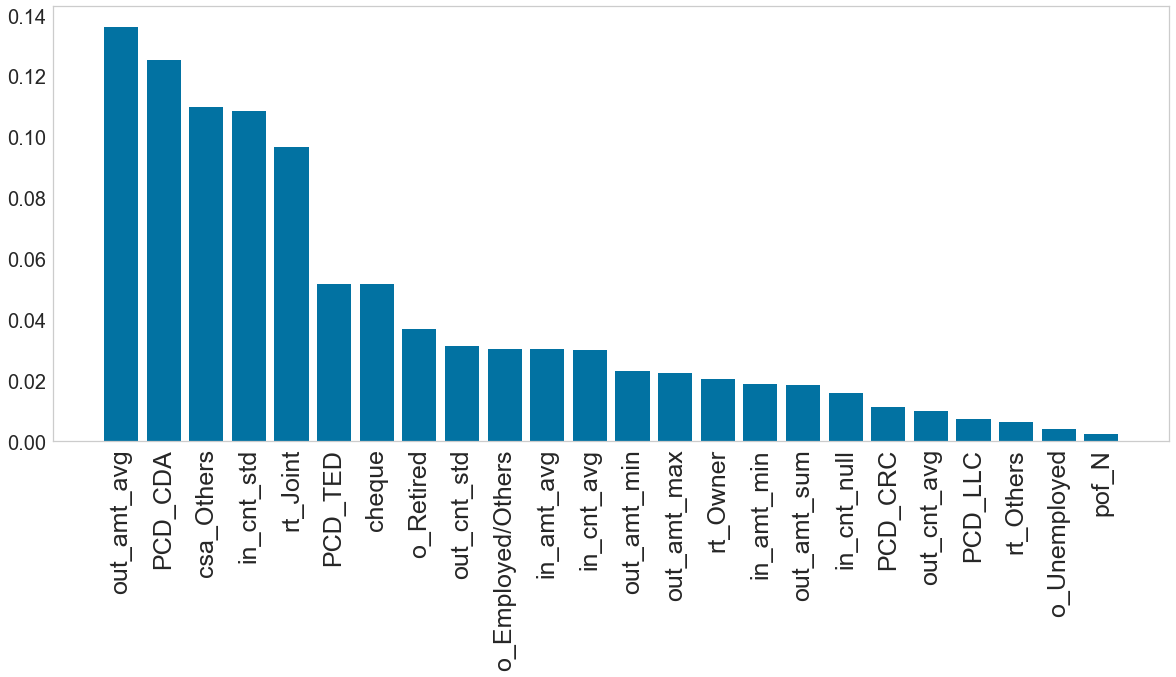 0.14
0.12
0.10
0.08
0.06
0.04
0.02
0.00
out_amt_avg
PCD_CDA
csa_Others
in_cnt_std
rt_Joint
PCD_TED
cheque
o_Retired
out_cnt_std
o_Employed/Others
in_amt_avg
in_cnt_avg
out_amt_min
out_amt_max
rt_Owner
in_amt_min
out_amt_sum
in_cnt_null
PCD_CRC
out_cnt_avg
PCD_LLC
rt_Others
o_Unemployed
pof_N